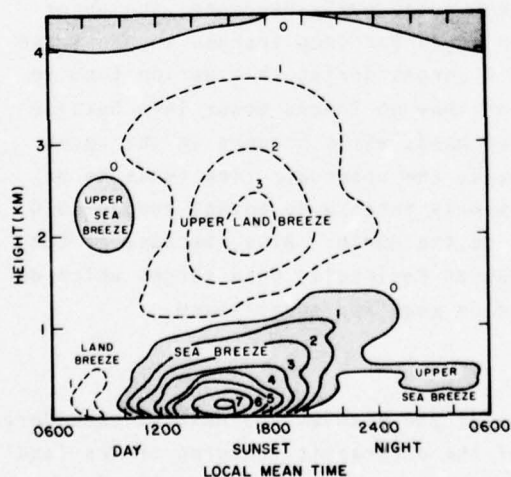 0
4
1
3
2
0
3
UPPER
SEA
BREEZE
UPPER LAND BREEZE
2
HEIGHT (KM)
0
1
1
LAND
BREEZE
SEA BREEZE
2
3
4
UPPER
SEA BREEZE
1
7 6 5
0
0600 1200 1800 2400 0600
DAY SUNSET NIGHT
LOCAL MEAN TIME